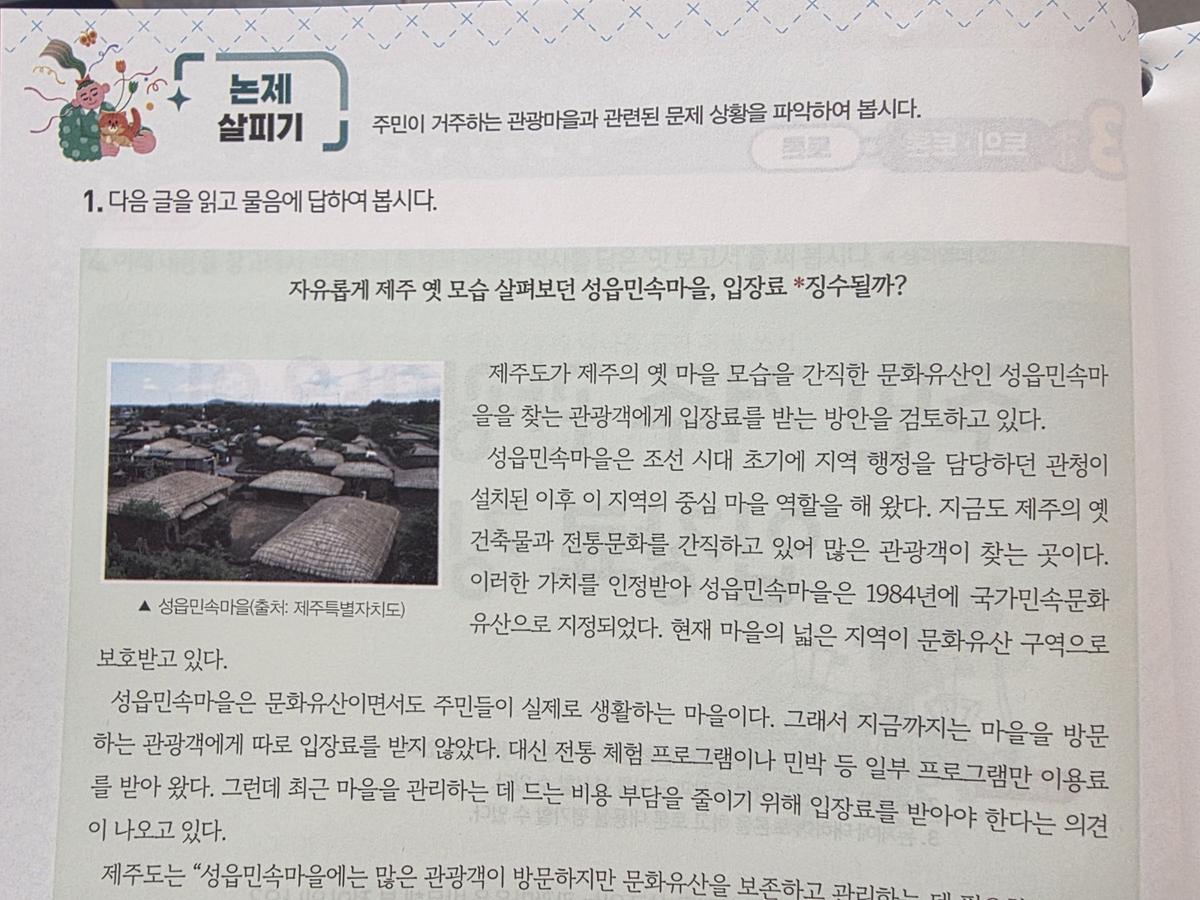 논제
살피기
주민이 거주하는 관광마을과 관련된 문제 상황을 파악하여 봅시다.
1. 다음 글을 읽고 물음에 답하여 봅시다.
자유롭게 제주 옛 모습 살펴보던 성읍민속마을, 입장료 *징수될까?
제주도가 제주의 옛 마을 모습을 간직한 문화유산인 성읍민속마
을을 찾는 관광객에게 입장료를 받는 방안을 검토하고 있다.
성읍민속마을은 조선 시대 초기에 지역 행정을 담당하던 관청이
설치된 이후 이 지역의 중심 마을 역할을 해 왔다. 지금도 제주의 옛
건축물과 전통문화를 간직하고 있어 많은 관광객이 찾는 곳이다.
이러한 가치를 인정받아 성읍민속마을은 1984년에 국가민속문화
유산으로 지정되었다. 현재 마을의 넓은 지역이 문화유산 구역으로
▲ 성읍민속마을(출처: 제주특별자치도)
보호받고 있다.
성읍민속마을은 문화유산이면서도 주민들이 실제로 생활하는 마을이다. 그래서 지금까지는 마을을 방문
하는 관광객에게 따로 입장료를 받지 않았다. 대신 전통 체험 프로그램이나 민박 등 일부 프로그램만 이용료
를 받아 왔다. 그런데 최근 마을을 관리하는 데 드는 비용 부담을 줄이기 위해 입장료를 받아야 한다는 의견
이 나오고 있다.
제주도는 “성읍민속마을에는 많은 관광객이 방문하지만 문화유산을 보존하고 관리하는 데